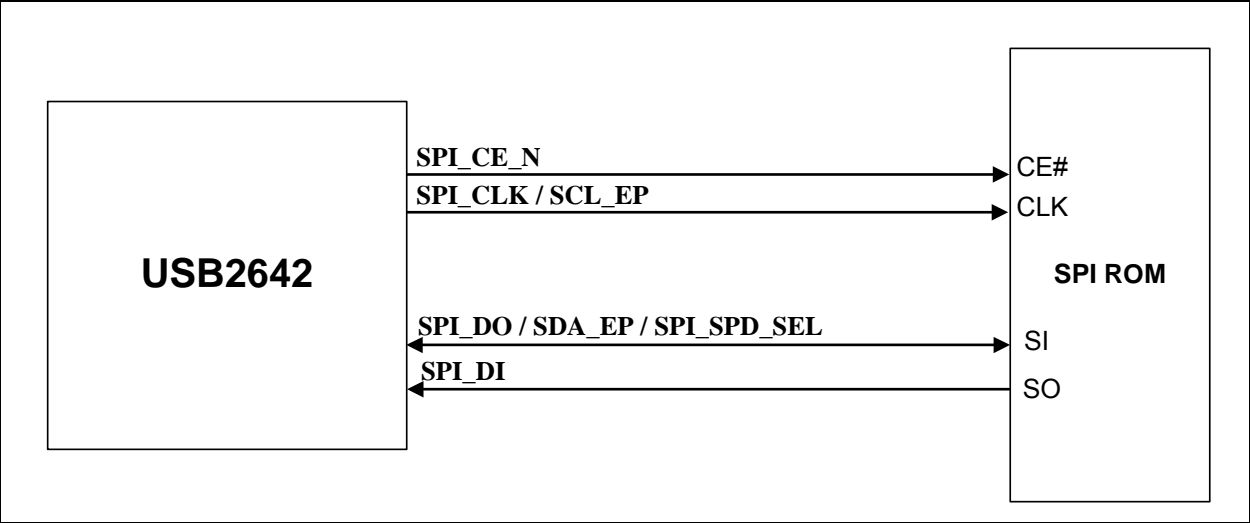 SPI_CE_N
CE#
SPI_CLK / SCL_EP
CLK
USB2642
SPI ROM
SPI_DO / SDA_EP / SPI_SPD_SEL
SI
SPI_DI
SO